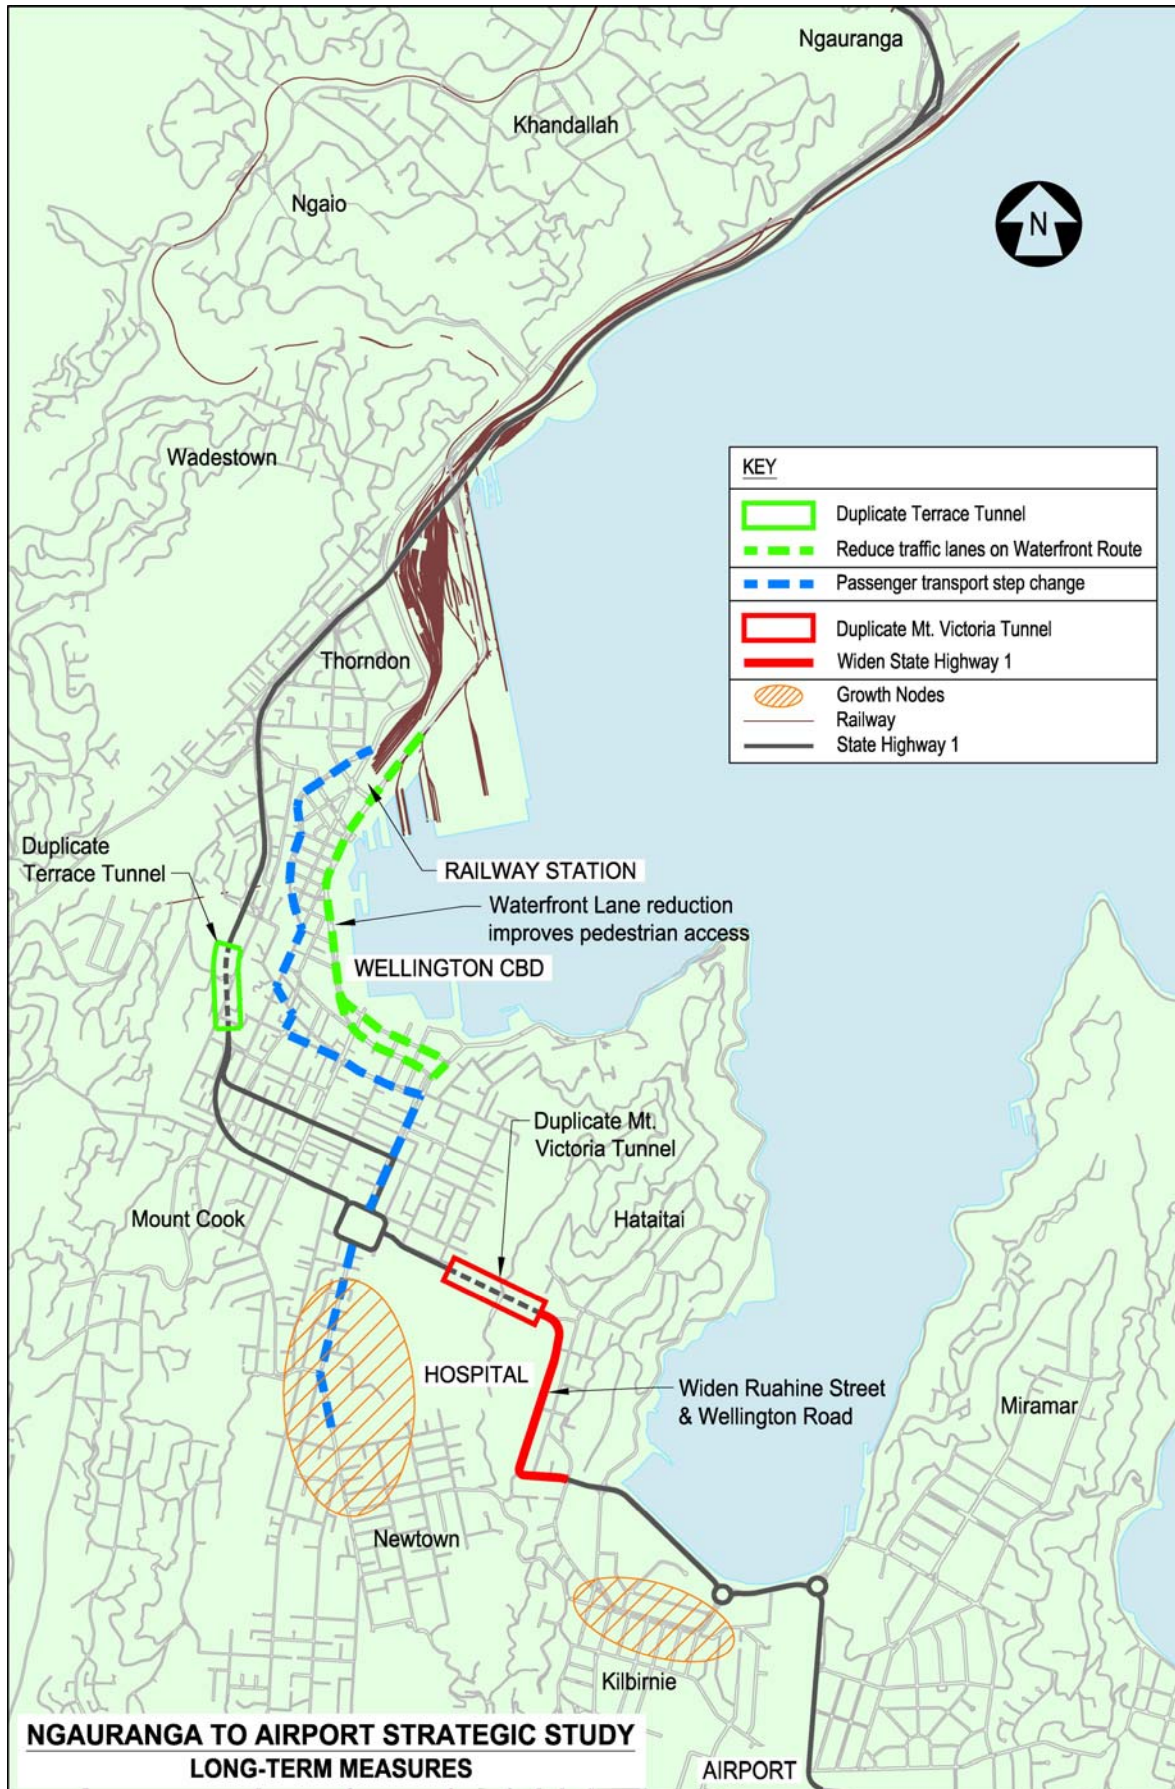 Ngauranga
Khandallah
Ngaio
N
Wadestown
KEY
Duplicate Terrace Tunnel
Reduce traffic lanes on Waterfront Route
Passenger transport step change
Duplicate Mt. Victoria Tunnel
Widen State Highway 1
Growth Nodes
Railway
State Highway 1
Thorndon
Duplicate
Terrace Tunnel
RAILWAY STATION
Waterfront Lane reduction
improves pedestrian access
WELLINGTON CBD
Duplicate Mt.
Victoria Tunnel
Mount Cook
Hataitai
HOSPITAL
Widen Ruahine Street
& Wellington Road
Miramar
Newtown
Kilbirnie
NGAURANGA TO AIRPORT STRATEGIC STUDY
LONG-TERM MEASURES
AIRPORT